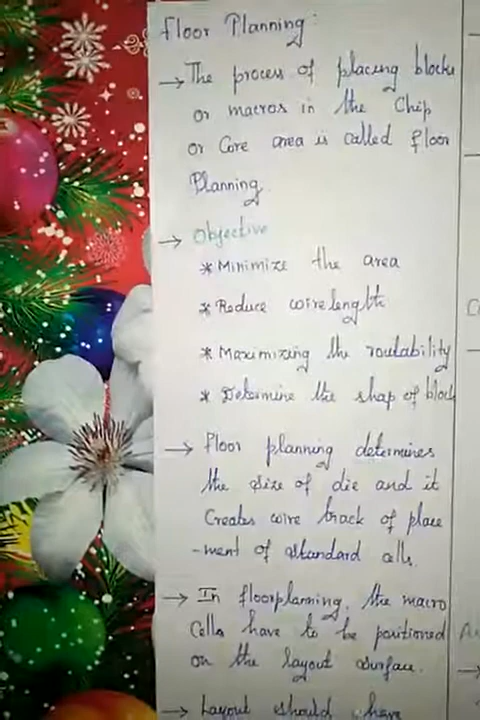 Floor Planning:
→ The process of placing blocks
or macros in the Chip
or Core area is called floor
Planning.
→ Objective
* Minimize the area
* Reduce wirelength
* Maximizing the routability
* Determine the shap of block
→ Floor planning determines
the size of die and it
Creates wire track of place
-ment of standard cells.
→ In floorplanning, the macro
Cells have to be positioned
on the layout surface.
→ Layout should have